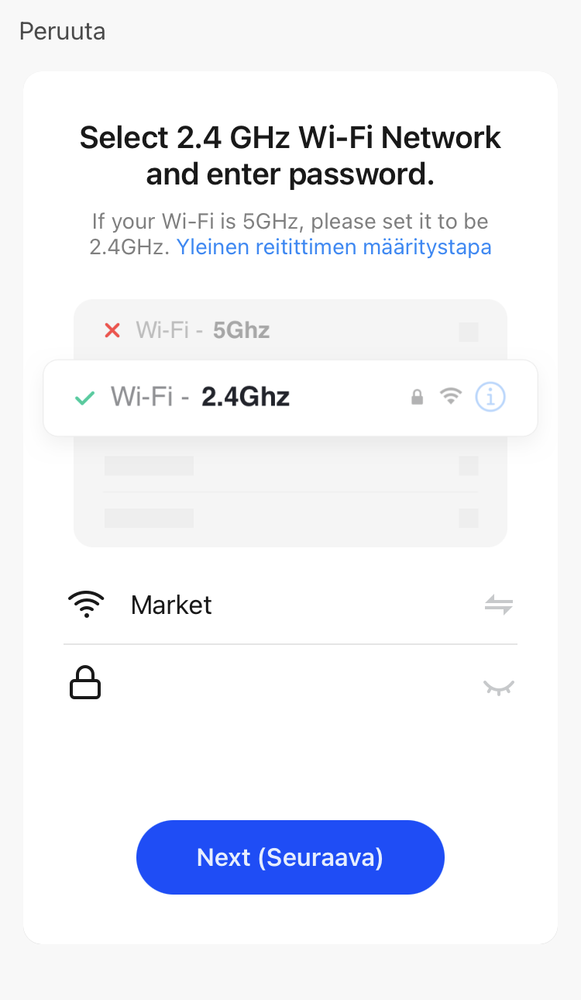 Peruuta
Select 2.4 GHz Wi-Fi Network
and enter password.
If your Wi-Fi is 5GHz, please set it to be
2.4GHz. Yleinen reitittimen määritystapa
Wi-Fi - 5Ghz
Wi-Fi - 2.4Ghz
Market
Next (Seuraava)